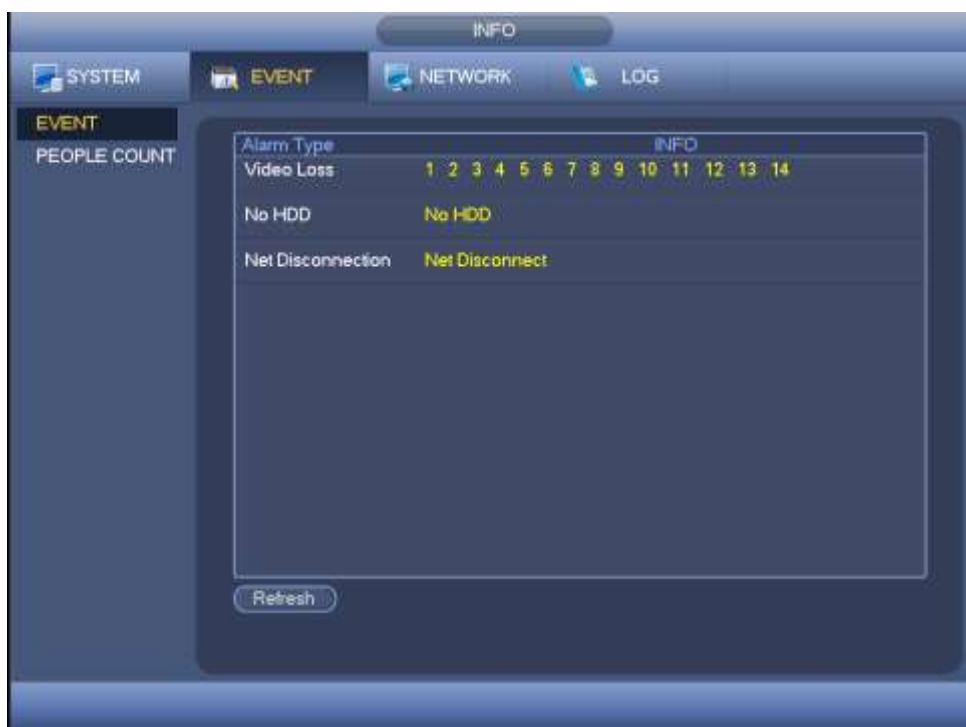 INFO
SYSTEM EVENT NETWORK LOG
EVENT
PEOPLE COUNT
Alarm Type INFO
Video Loss 1 2 3 4 5 6 7 8 9 10 11 12 13 14
No HDD No HDD
Net Disconnection Net Disconnect
Refresh